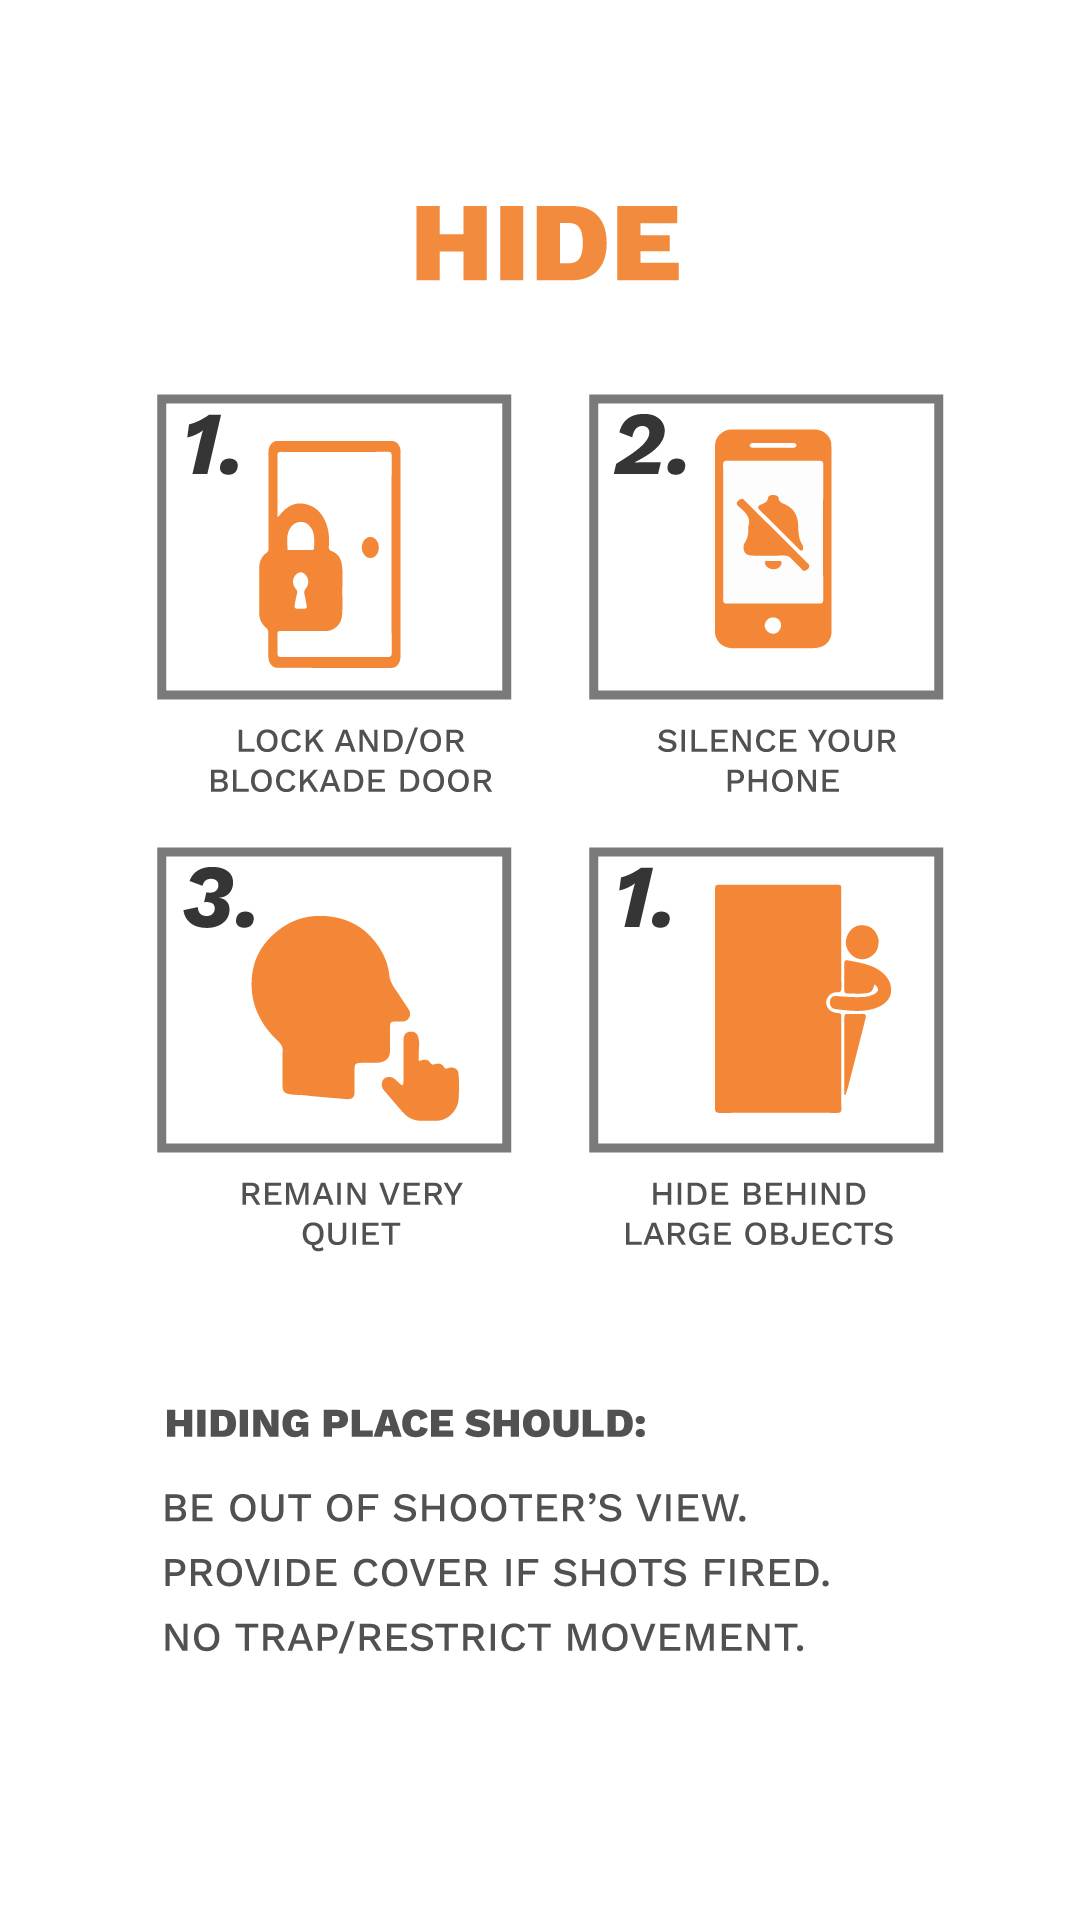 HIDE
1.
LOCK AND/OR
BLOCKADE DOOR
2.
SILENCE YOUR
PHONE
3.
REMAIN VERY
QUIET
1.
HIDE BEHIND
LARGE OBJECTS
HIDING PLACE SHOULD:
BE OUT OF SHOOTER’S VIEW.
PROVIDE COVER IF SHOTS FIRED.
NO TRAP/RESTRICT MOVEMENT.